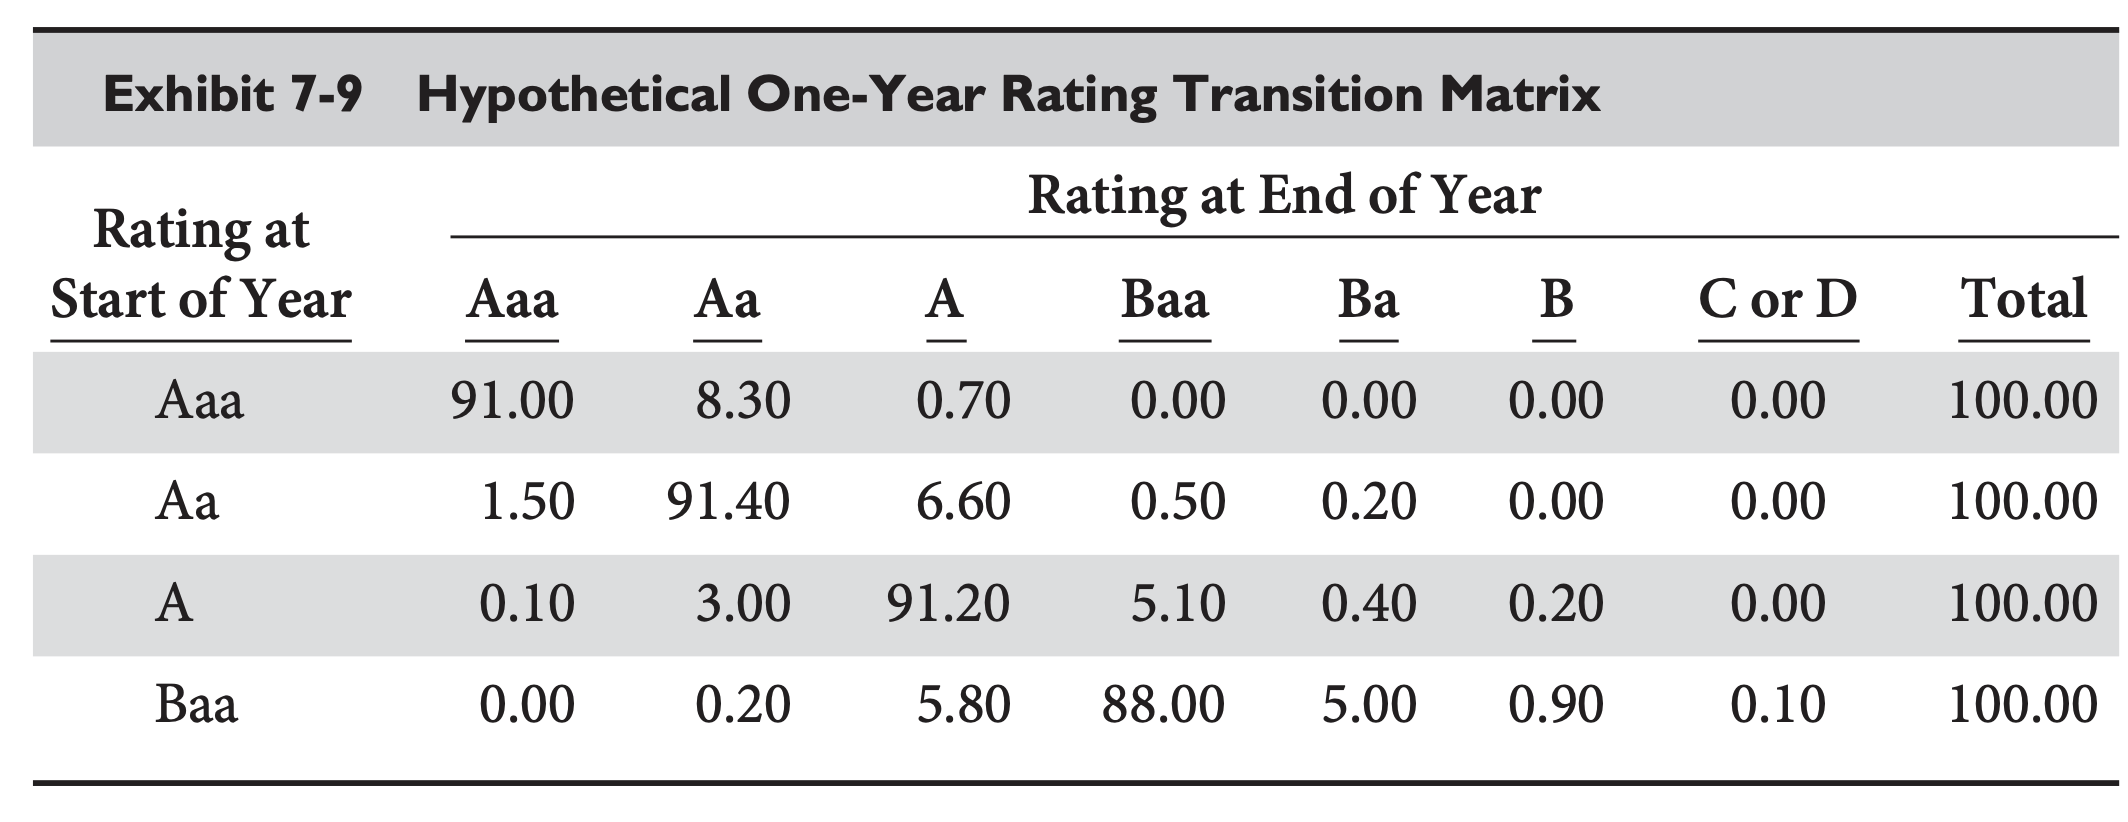 Exhibit 7-9 Hypothetical One-Year Rating Transition Matrix
Rating at End of Year
Rating at
Start of Year Aaa Aa A Baa Ba B C or D Total
Aaa 91.00 8.30 0.70 0.00 0.00 0.00 0.00 100.00
Aa 1.50 91.40 6.60 0.50 0.20 0.00 0.00 100.00
A 0.10 3.00 91.20 5.10 0.40 0.20 0.00 100.00
Baa 0.00 0.20 5.80 88.00 5.00 0.90 0.10 100.00